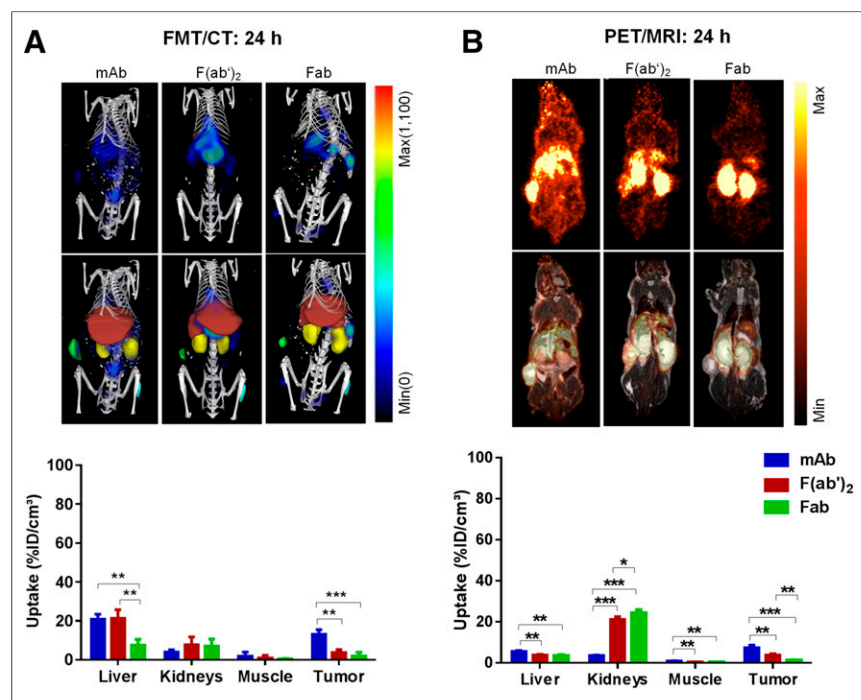 A
FMT/CT: 24 h
mAb
F(ab')₂
Fab
Max(1,100)
Min(0)
B
PET/MRI: 24 h
mAb
F(ab')₂
Fab
Max
Min
100
80
60
40
20
0
Uptake (%ID/cm³)
**
**
***
**
Liver
Kidneys
Muscle
Tumor
100
80
60
40
20
0
Uptake (%ID/cm³)
mAb
F(ab')₂
Fab
**
**
*
***
***
**
**
**
***
**
Liver
Kidneys
Muscle
Tumor